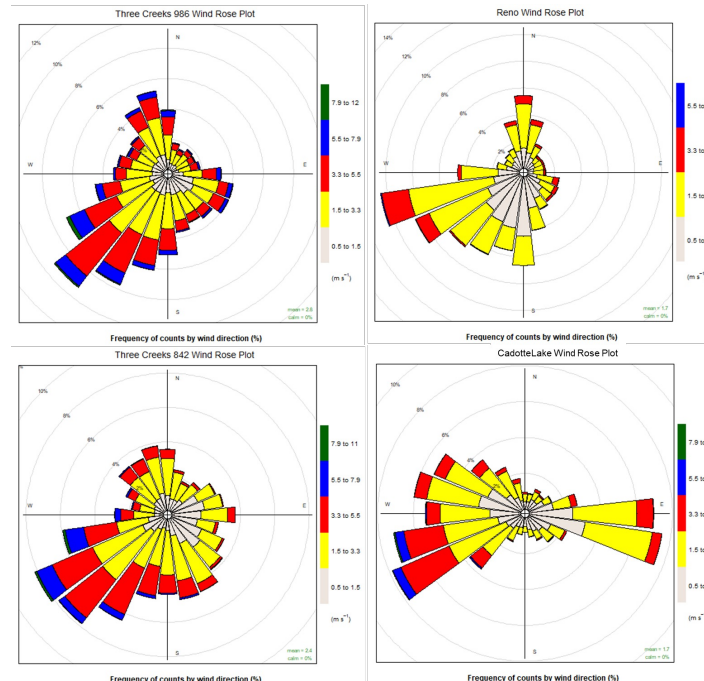 Three Creeks 986 Wind Rose Plot
12%
10%
8%
6%
4%
2%
N
W
E
S
7.9 to 12
5.5 to 7.9
3.3 to 5.5
1.5 to 3.3
0.5 to 1.5
(m s⁻¹)
mean =
calm = 0%
Frequency of counts by wind direction (%)
Reno Wind Rose Plot
14%
12%
10%
8%
6%
4%
2%
N
W
E
S
5.5 to
3.3 to
1.5 to
0.5 to
(m s⁻¹
mean = 1.7
calm = 0%
Frequency of counts by wind direction (%)
Three Creeks 842 Wind Rose Plot
10%
8%
6%
4%
2%
N
W
E
S
7.9 to 11
5.5 to 7.9
3.3 to 5.5
1.5 to 3.3
0.5 to 1.5
(m s⁻¹)
mean = 2.4
calm = 0%
Frequency of counts by wind direction (%)
CadotteLake Wind Rose Plot
10%
8%
6%
4%
2%
N
W
E
S
7.9 to
5.5 to
3.3 to
1.5 to
0.5 to
(m s⁻
mean = 1.7
calm = 0%
Frequency of counts by wind direction (%)